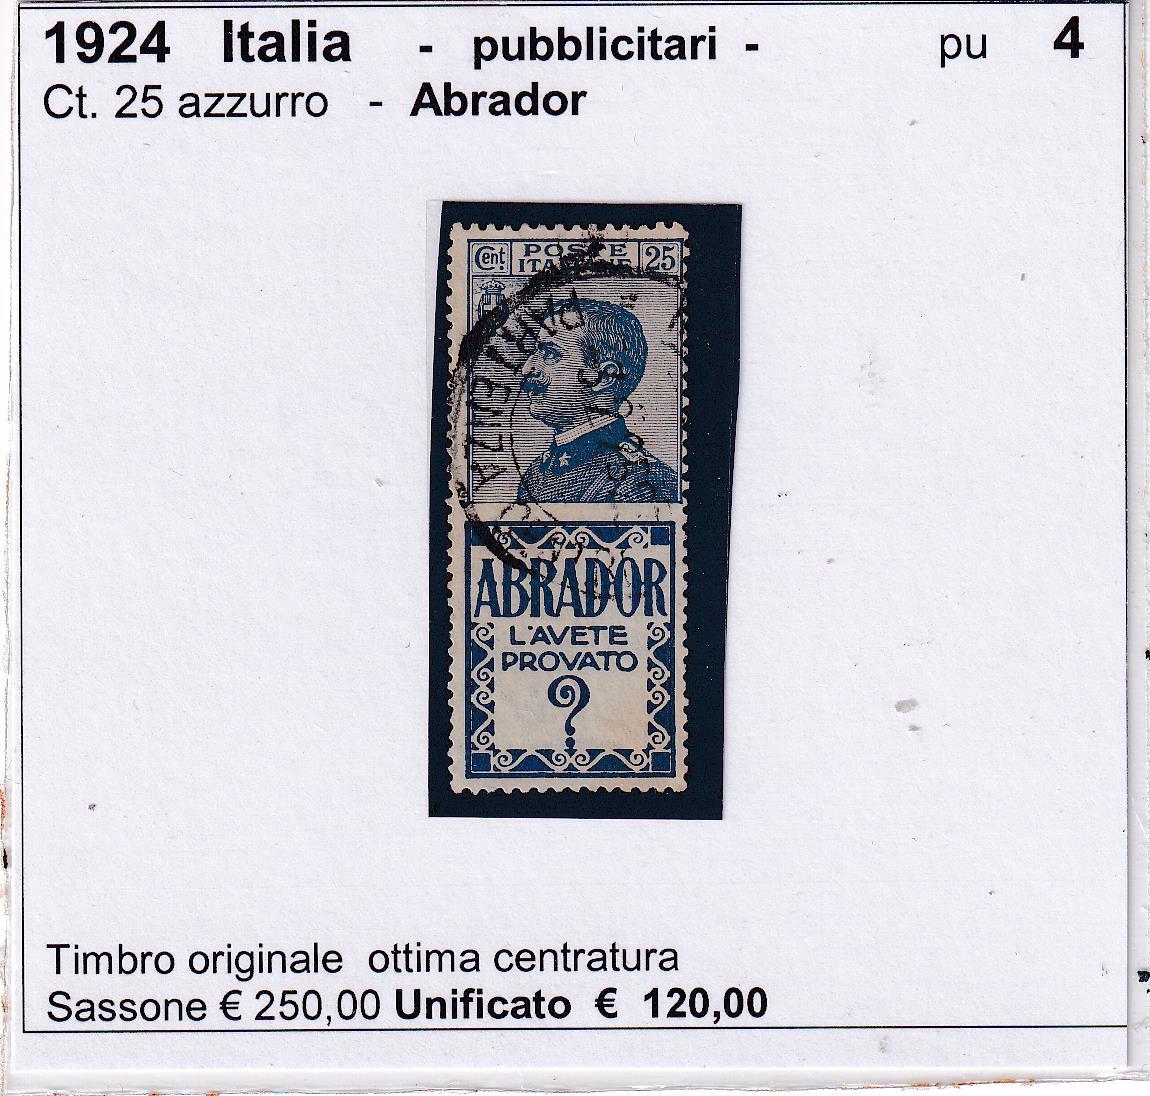 1924 Italia - pubblicitari - pu 4
Ct. 25 azzurro - Abrador
Cent. POSTE ITALIANE 25
PARTENZA
ABRADOR
L'AVETE
PROVATO
?
Timbro originale ottima centratura
Sassone € 250,00 Unificato € 120,00